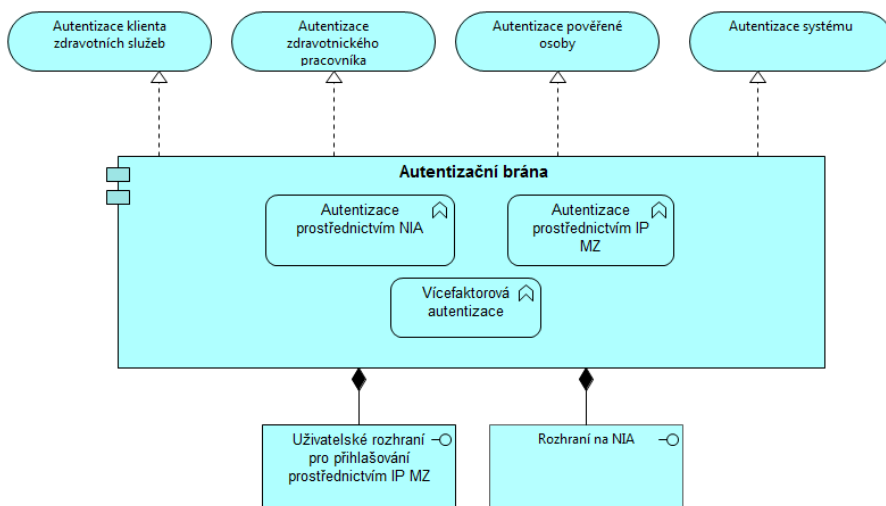 Autentizace klienta
zdravotních služeb
Autentizace
zdravotnického
pracovníka
Autentizace pověřené
osoby
Autentizace systému
Autentizační brána
Autentizace
prostřednictvím NIA
Autentizace
prostřednictvím IP
MZ
Vícefaktorová
autentizace
Uživatelské rozhraní
pro přihlašování
prostřednictvím IP MZ
Rozhraní na NIA